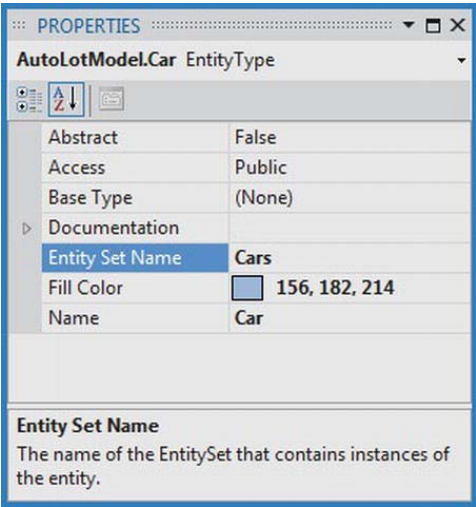 PROPERTIES
AutoLotModel.Car EntityType
Abstract False
Access Public
Base Type (None)
Documentation
Entity Set Name Cars
Fill Color 156, 182, 214
Name Car
Entity Set Name
The name of the EntitySet that contains instances of
the entity.